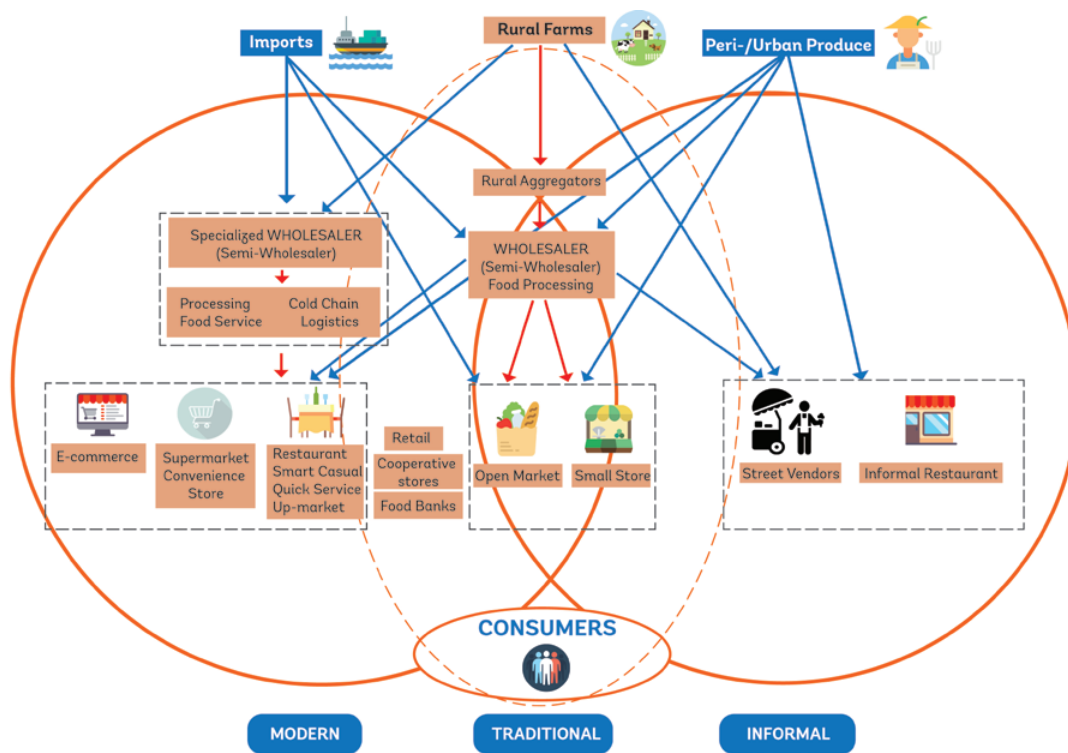 Imports
Rural Farms
Peri-/Urban Produce
Rural Aggregators
Specialized WHOLESALER
(Semi-Wholesaler)
WHOLESALER
(Semi-Wholesaler)
Food Processing
Processing
Food Service
Cold Chain
Logistics
E-commerce
Supermarket
Convenience
Store
Restaurant
Smart Casual
Quick Service
Up-market
Retail
Cooperative
stores
Food Banks
Open Market
Small Store
Street Vendors
Informal Restaurant
CONSUMERS
MODERN
TRADITIONAL
INFORMAL